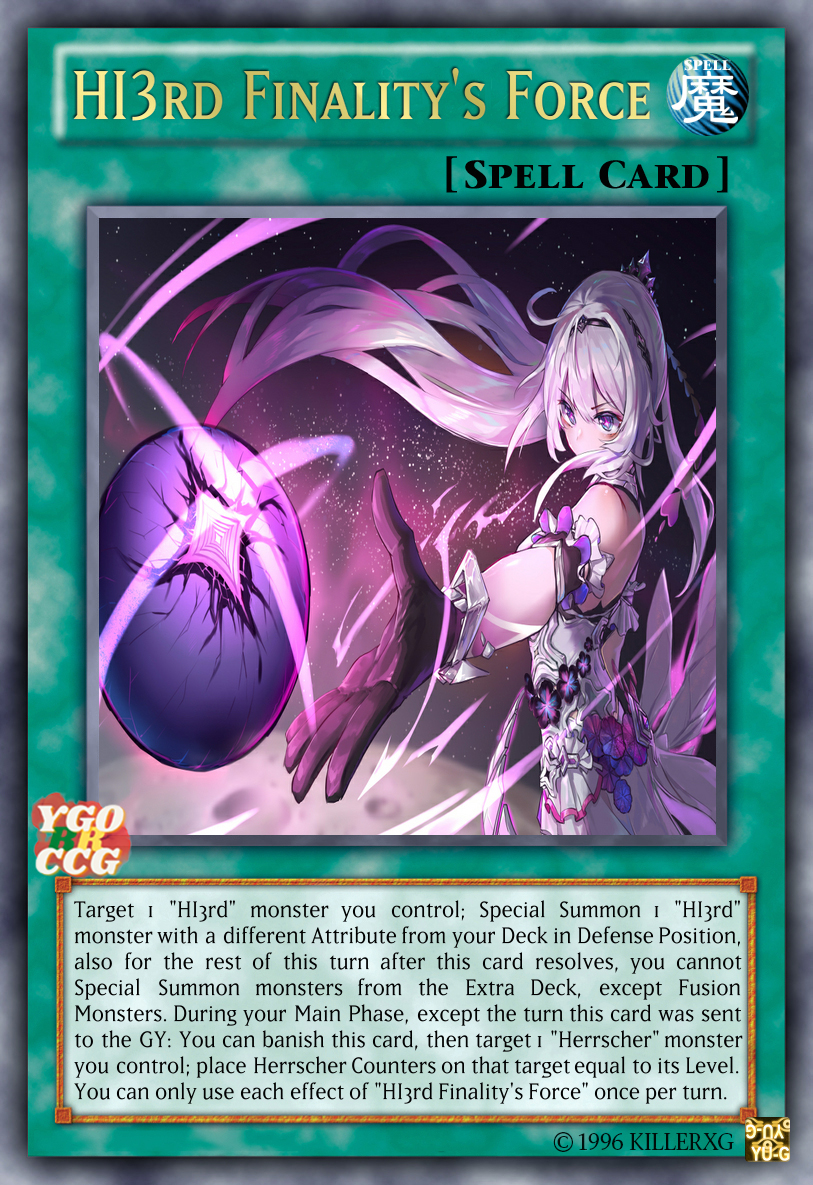 HI3rd Finality's Force
SPELL
魔
[Spell Card]
YGO
BR
CCG
Target 1 "HI3rd" monster you control; Special Summon 1 "HI3rd"
monster with a different Attribute from your Deck in Defense Position,
also for the rest of this turn after this card resolves, you cannot
Special Summon monsters from the Extra Deck, except Fusion
Monsters. During your Main Phase, except the turn this card was sent
to the GY: You can banish this card, then target 1 "Herrscher" monster
you control; place Herrscher Counters on that target equal to its Level.
You can only use each effect of "HI3rd Finality's Force" once per turn.
© 1996 KILLERXG
YU-G